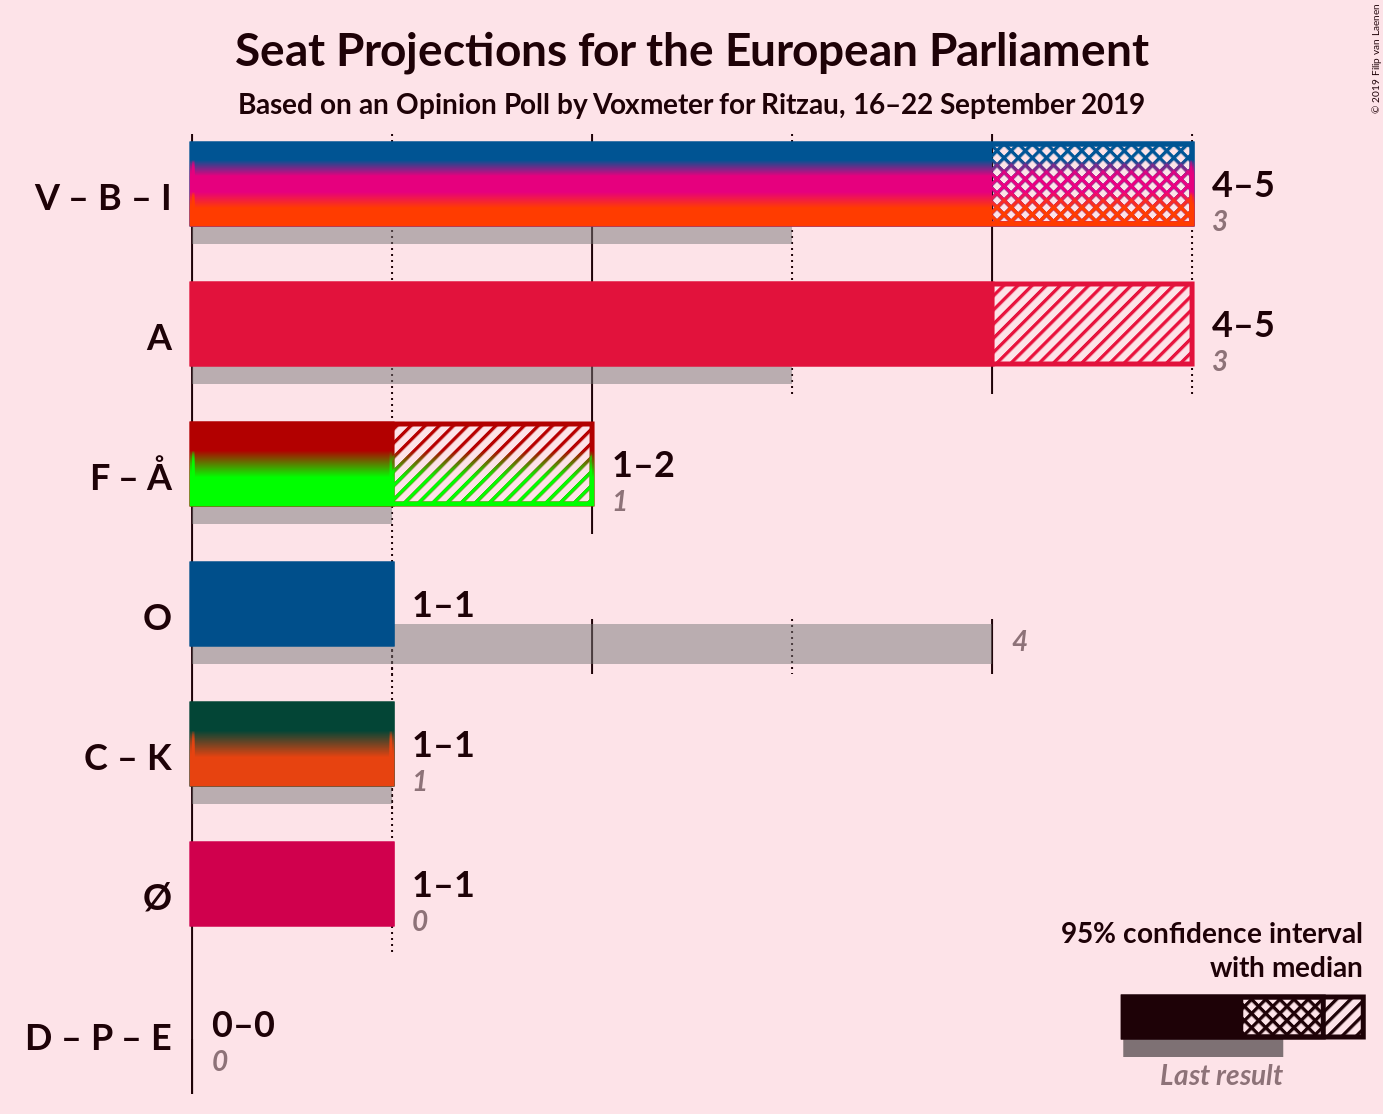 Seat Projections for the European Parliament
Based on an Opinion Poll by Voxmeter for Ritzau, 16–22 September 2019
© 2019 Filip van Laenen
V – B – I
4–5
3
A
4–5
3
F – Å
1–2
1
O
1–1
4
C – K
1–1
1
Ø
1–1
0
D – P – E
0–0
0
95% confidence interval
with median
Last result